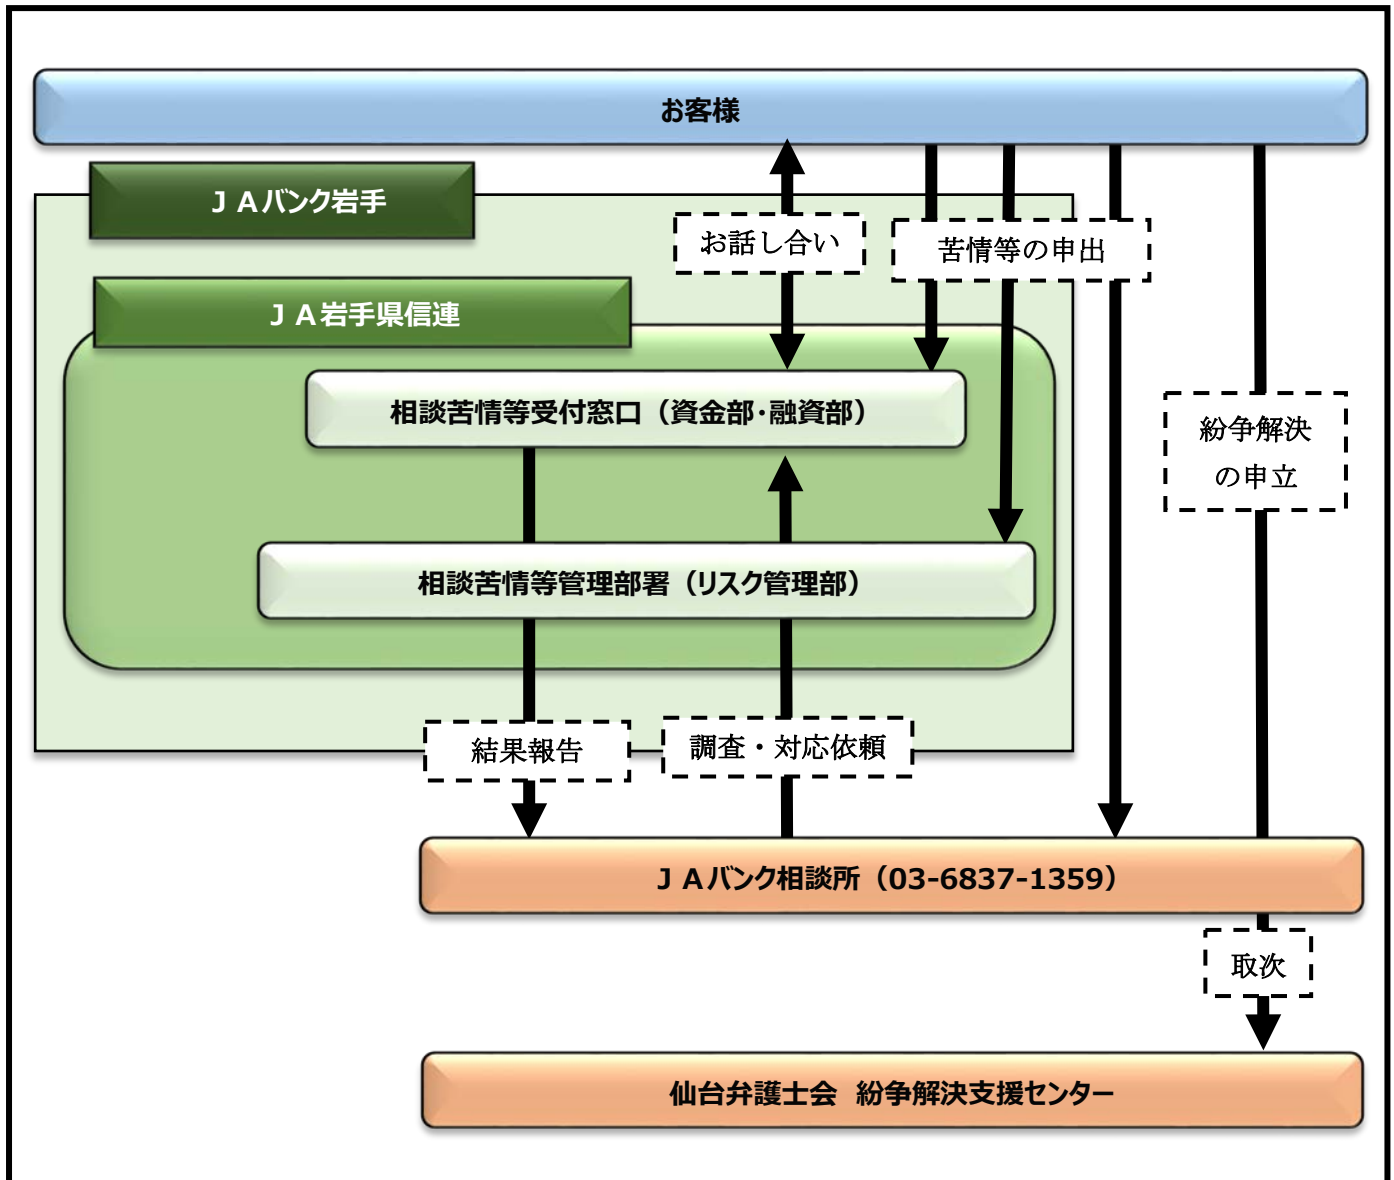 お客様
ＪＡバンク岩手
お話し合い
苦情等の申出
ＪＡ岩手県信連
相談苦情等受付窓口（資金部･融資部）
紛争解決
の申立
相談苦情等管理部署（リスク管理部）
結果報告
調査・対応依頼
ＪＡバンク相談所（03-6837-1359）
取次
仙台弁護士会 紛争解決支援センター